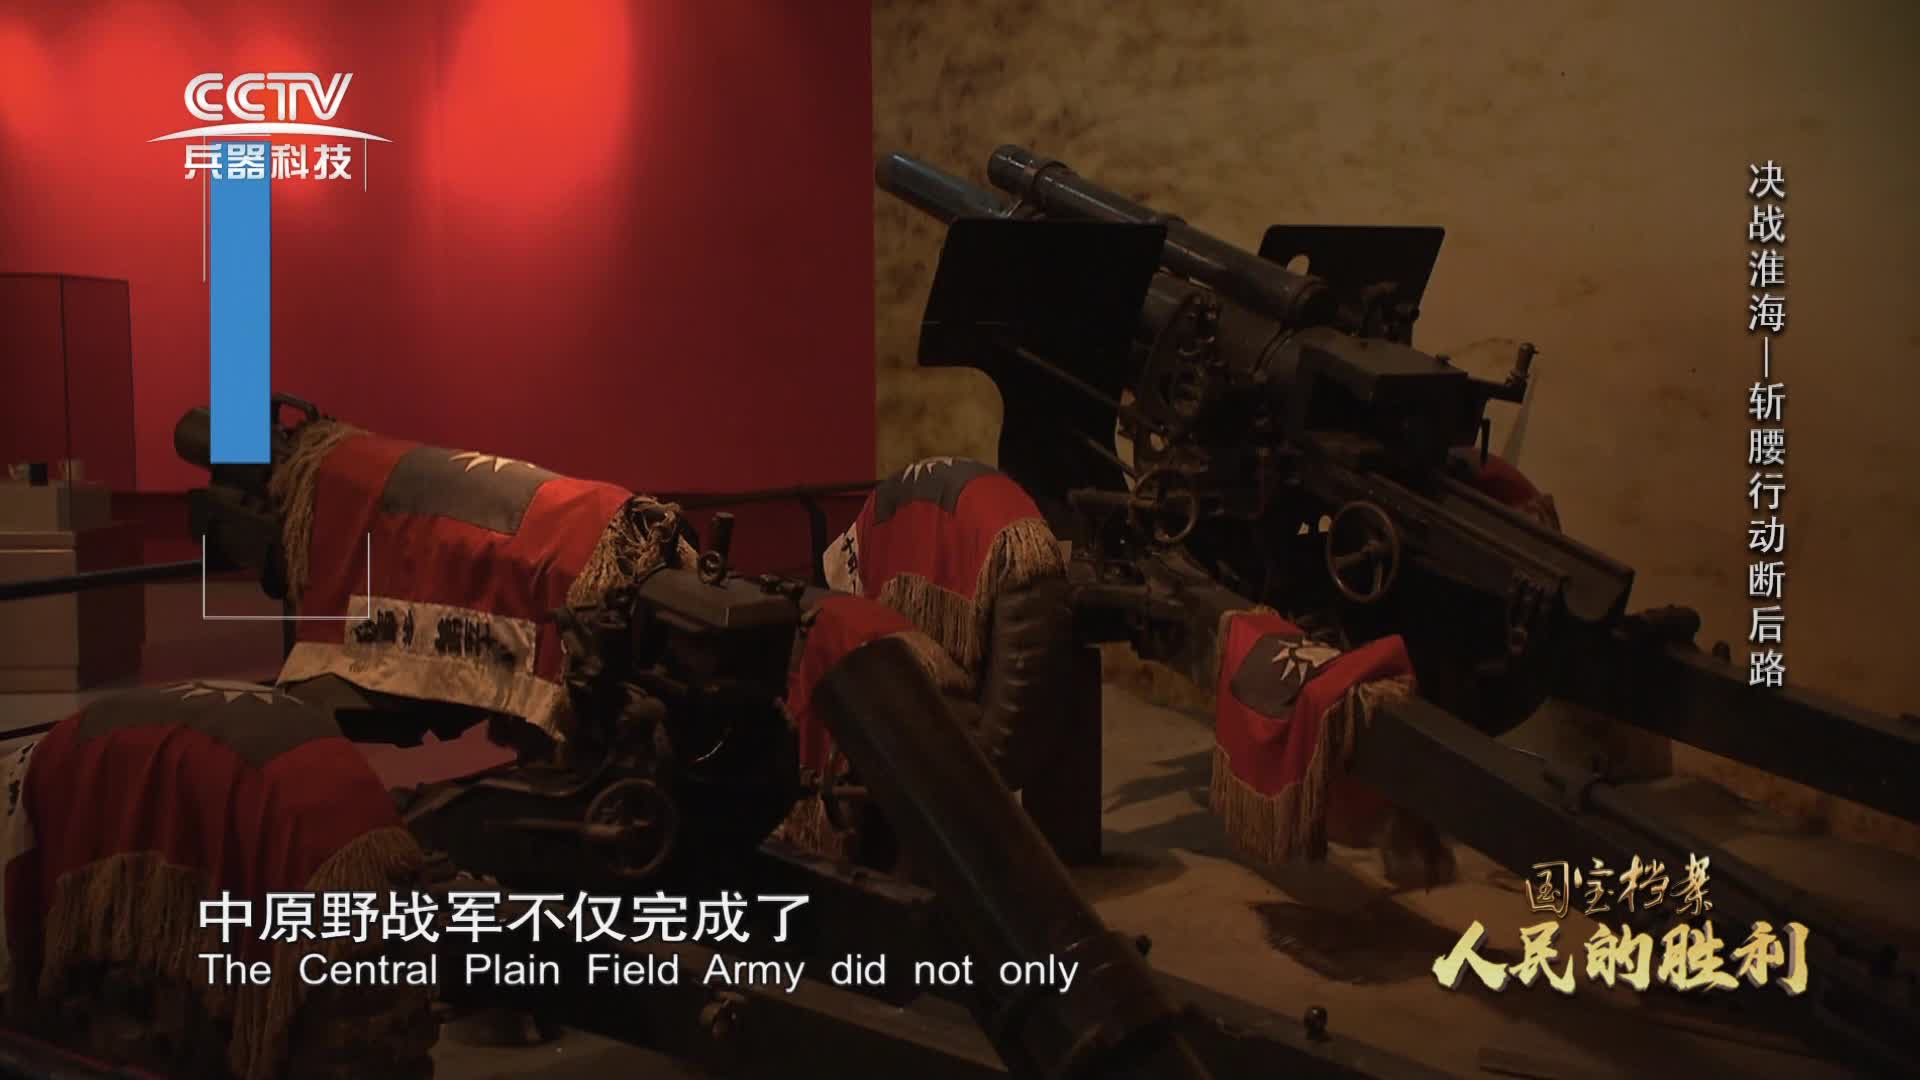 CCTV
兵器科技
决战淮海—斩腰行动断后路
国宝档案
人民的胜利
中原野战军不仅完成了
The Central Plain Field Army did not only